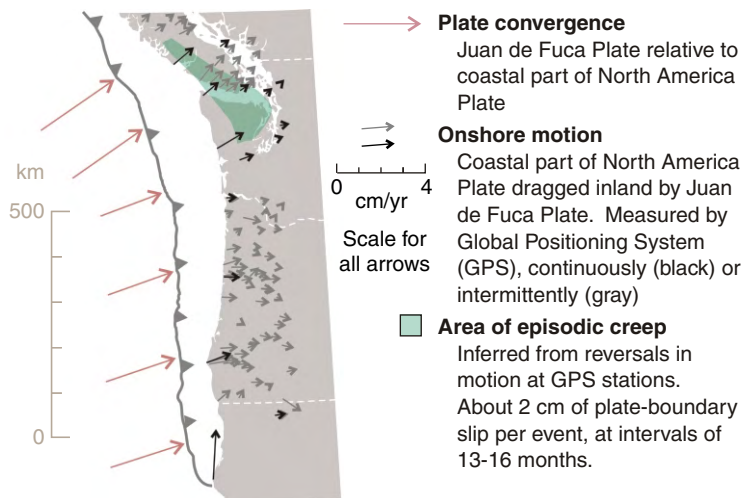 Plate convergence
Juan de Fuca Plate relative to
coastal part of North America
Plate
Onshore motion
Coastal part of North America
Plate dragged inland by Juan
de Fuca Plate.  Measured by
Global Positioning System
(GPS), continuously (black) or
intermittently (gray)
Area of episodic creep
Inferred from reversals in
motion at GPS stations.
About 2 cm of plate-boundary
slip per event, at intervals of
13-16 months.
0 4
cm/yr
Scale for
all arrows
km
500
0